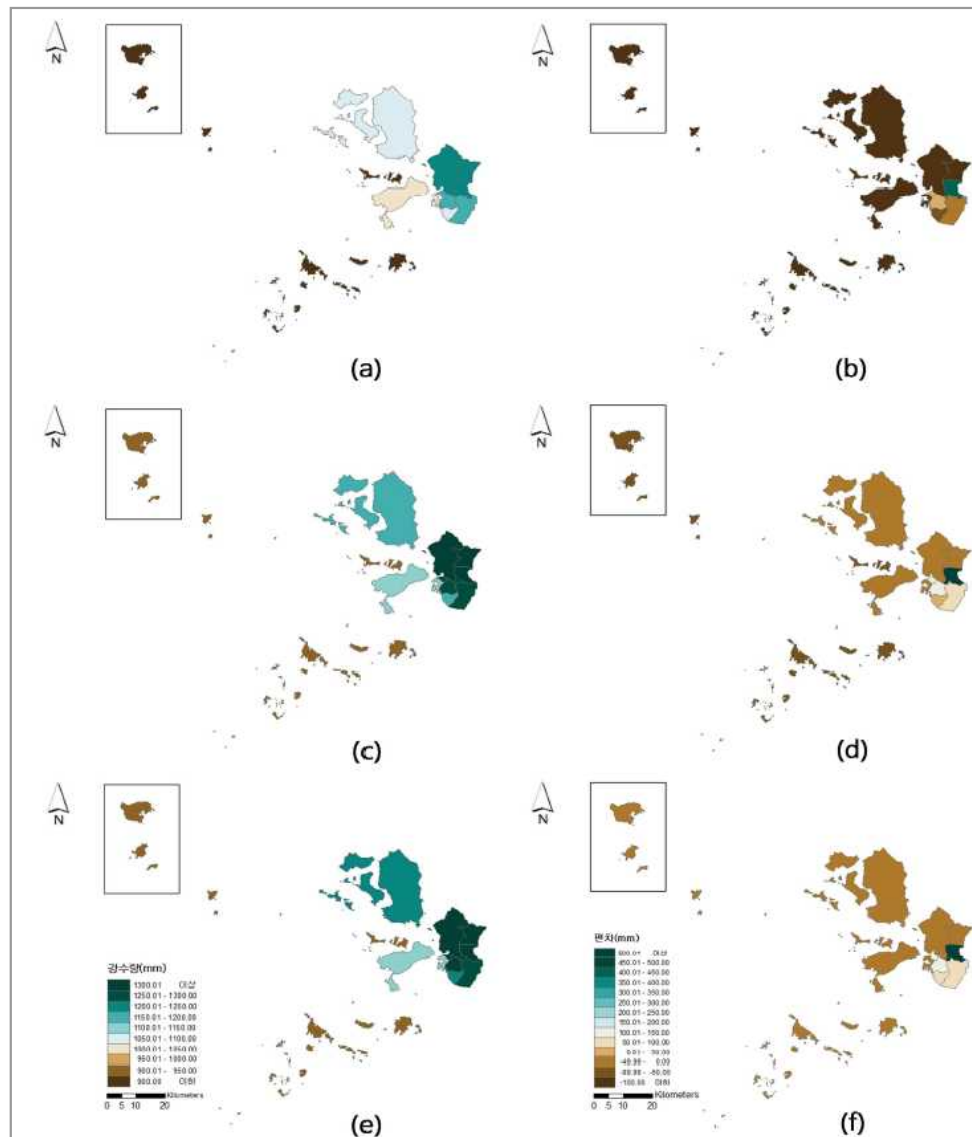 N
N
(a)
(b)
N
N
(c)
(d)
N
N
강수량(mm)
1300.01 이상
1250.01 - 1300.00
1200.01 - 1250.00
1150.01 - 1200.00
1100.01 - 1150.00
1050.01 - 1100.00
1000.01 - 1050.00
950.01 - 1000.00
900.01 - 950.00
900.00 이하
Kilometers
0 5 10 20
(e)
편차(mm)
500.01 이상
450.01 - 500.00
400.01 - 450.00
350.01 - 400.00
300.01 - 350.00
250.01 - 300.00
200.01 - 250.00
150.01 - 200.00
100.01 - 150.00
50.01 - 100.00
-100.00 이하
Kilometers
0 5 10 20
(f)